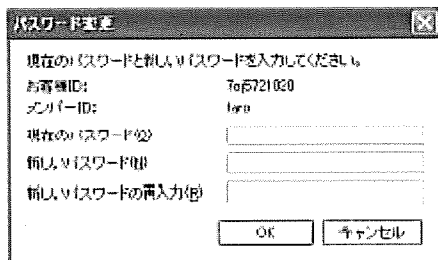 パスワード変更
現在のパスワードと新しいパスワードを入力してください。
お客様ID:
メンバーID: taro
現在のパスワード(O)
新しいパスワード(N)
新しいパスワードの再入力(R)
OK キャンセル